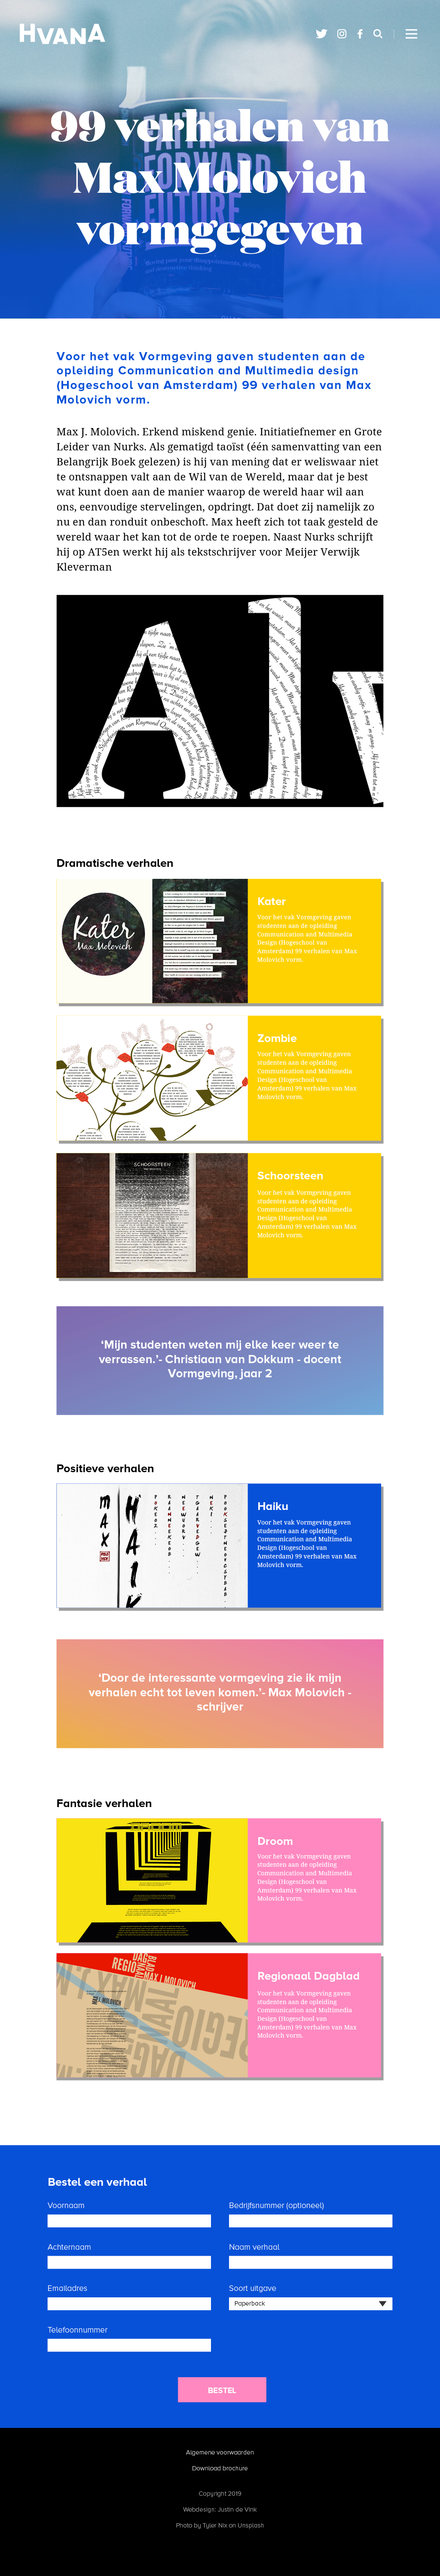 HVANA
99 verhalen van
Max Molovich
vormgegeven
FORWARD
FUTURE
Voor het vak Vormgeving gaven studenten aan de
opleiding Communication and Multimedia design
(Hogeschool van Amsterdam) 99 verhalen van Max
Molovich vorm.
Max J. Molovich. Erkend miskend genie. Initiatiefnemer en Grote
Leider van Nurks. Als gematigd taoïst (één samenvatting van een
Belangrijk Boek gelezen) is hij van mening dat er weliswaar niet
te ontsnappen valt aan de Wil van de Wereld, maar dat je best
wat kunt doen aan de manier waarop de wereld haar wil aan
ons, eenvoudige stervelingen, opdringt. Dat doet zij namelijk zo
nu en dan ronduit onbeschoft. Max heeft zich tot taak gesteld de
wereld waar het kan tot de orde te roepen. Naast Nurks schrijft
hij op AT5en werkt hij als tekstschrijver voor Meijer Verwijk
Kleverman
Dramatische verhalen
Kater
Max Molovich
Kater
Voor het vak Vormgeving gaven
studenten aan de opleiding
Communication and Multimedia
Design (Hogeschool van
Amsterdam) 99 verhalen van Max
Molovich vorm.
zombie
Zombie
Voor het vak Vormgeving gaven
studenten aan de opleiding
Communication and Multimedia
Design (Hogeschool van
Amsterdam) 99 verhalen van Max
Molovich vorm.
SCHOORSTEEN
Schoorsteen
Voor het vak Vormgeving gaven
studenten aan de opleiding
Communication and Multimedia
Design (Hogeschool van
Amsterdam) 99 verhalen van Max
Molovich vorm.
‘Mijn studenten weten mij elke keer weer te
verrassen.’- Christiaan van Dokkum - docent
Vormgeving, jaar 2
Positieve verhalen
MAX
HAIK
Haiku
Voor het vak Vormgeving gaven
studenten aan de opleiding
Communication and Multimedia
Design (Hogeschool van
Amsterdam) 99 verhalen van Max
Molovich vorm.
‘Door de interessante vormgeving zie ik mijn
verhalen echt tot leven komen.’- Max Molovich -
schrijver
Fantasie verhalen
Droom
Voor het vak Vormgeving gaven
studenten aan de opleiding
Communication and Multimedia
Design (Hogeschool van
Amsterdam) 99 verhalen van Max
Molovich vorm.
MAX J. MOLOVICH
Regionaal Dagblad
Voor het vak Vormgeving gaven
studenten aan de opleiding
Communication and Multimedia
Design (Hogeschool van
Amsterdam) 99 verhalen van Max
Molovich vorm.
Bestel een verhaal
Voornaam
Bedrijfsnummer (optioneel)
Achternaam
Naam verhaal
Emailadres
Soort uitgave
Paperback
Telefoonnummer
BESTEL
Algemene voorwaarden
Download brochure
Copyright 2019
Webdesign: Justin de Vink
Photo by Tyler Nix on Unsplash